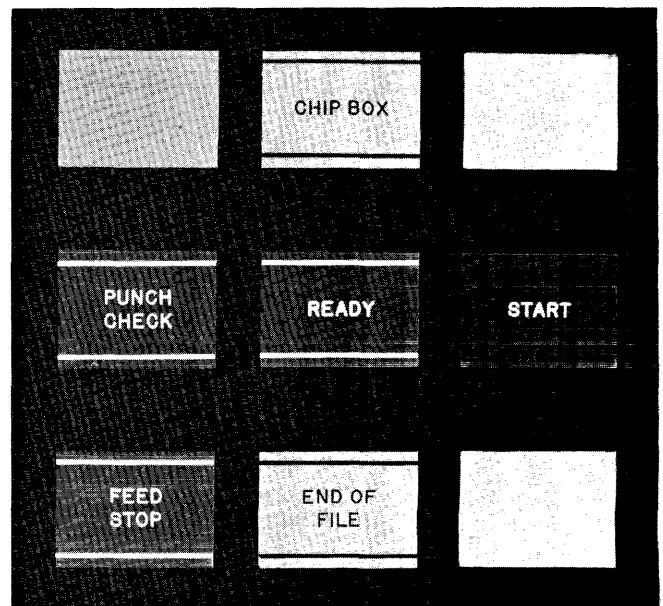 CHIP BOX
PUNCH
CHECK
READY
START
FEED
STOP
END OF
FILE